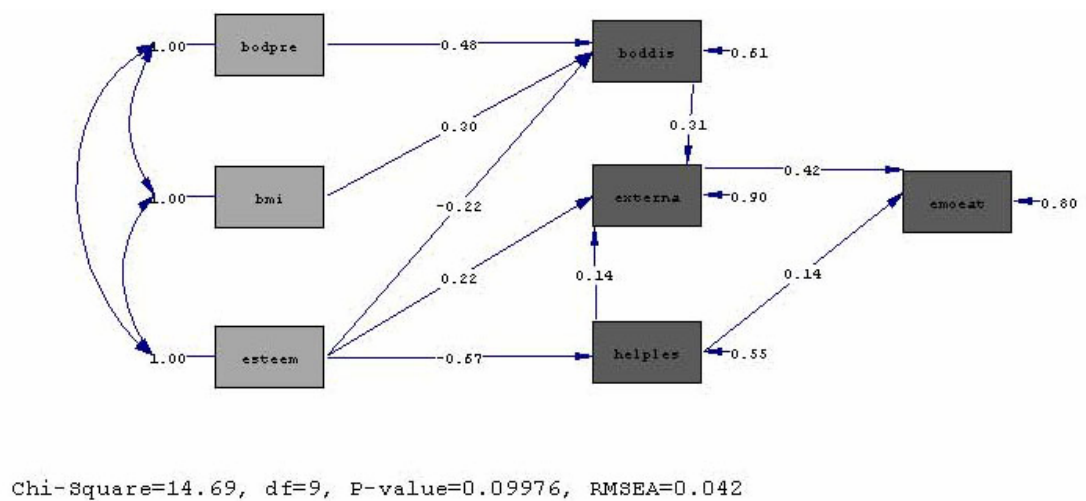 1.00 bodpre 0.48 boddis 0.61
0.30 0.31
1.00 bmi -0.22 externa 0.90 0.42 emoeat 0.80
0.22 0.14 0.14
1.00 esteem -0.67 helples 0.55
Chi-Square=14.69, df=9, P-value=0.09976, RMSEA=0.042